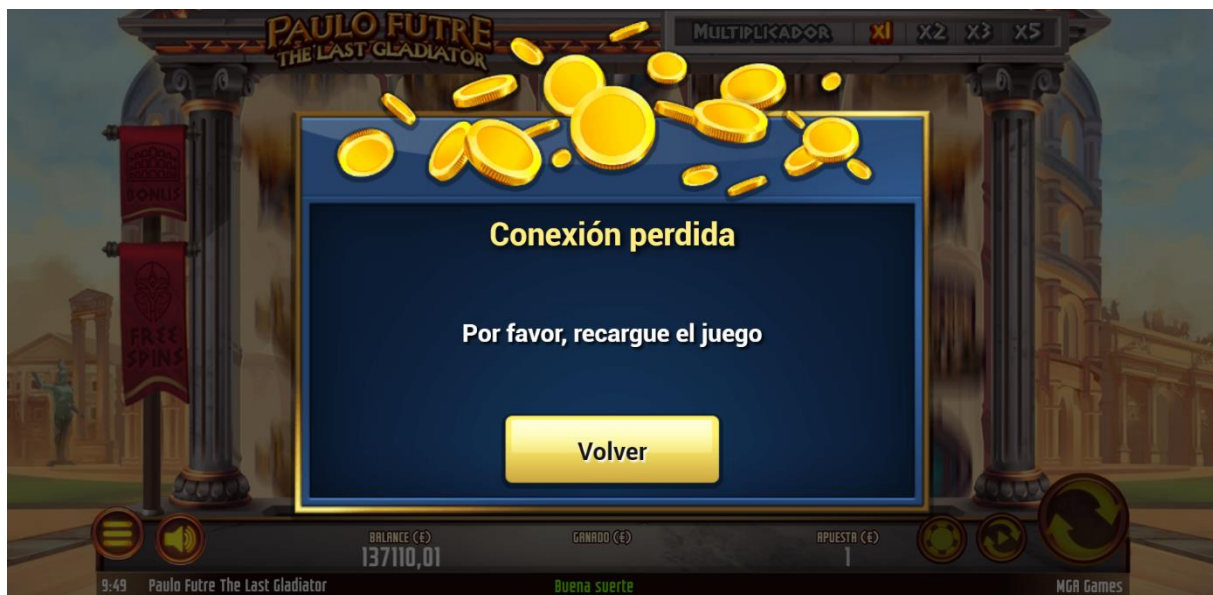 PAULO FUTRE
THE LAST GLADIATOR
MULTIPLICADOR x1 x2 x3 x5
BONUS
FREE
SPINS
Conexión perdida
Por favor, recargue el juego
Volver
BALANCE (€) GANADO (€) APUESTA (€)
137110,01 1
9:49 Paulo Futre The Last Gladiator Buena suerte MGA Games